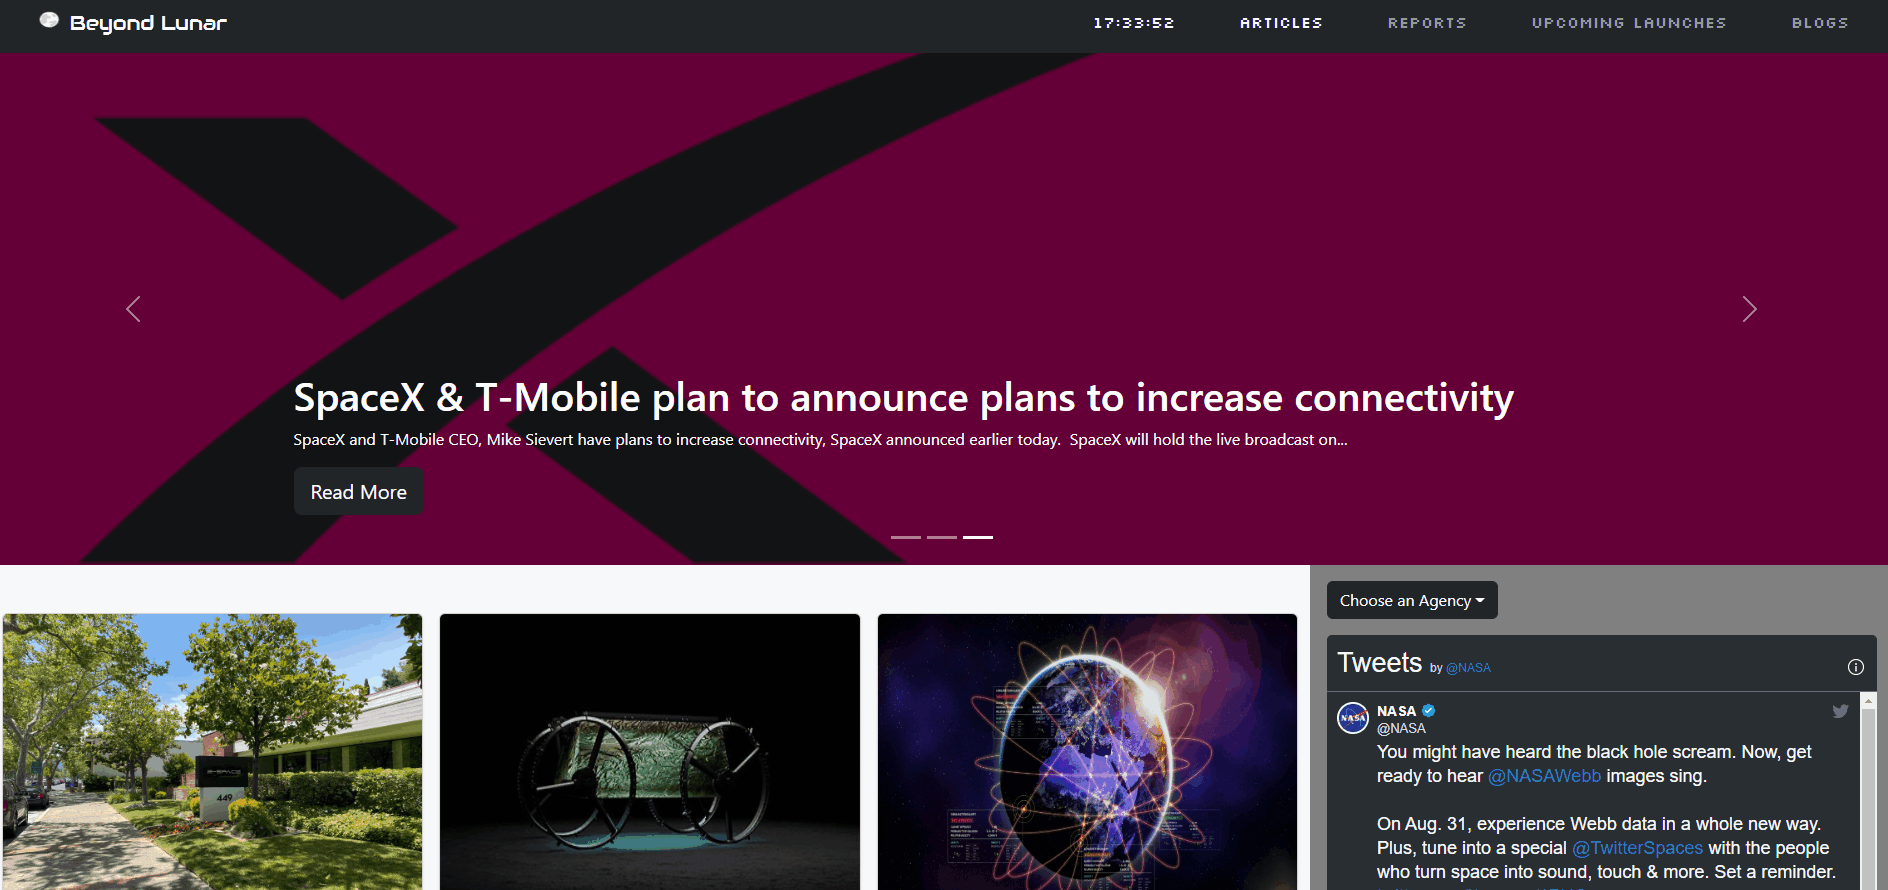 Beyond Lunar
17:33:52
ARTICLES
REPORTS
UPCOMING LAUNCHES
BLOGS
SpaceX & T-Mobile plan to announce plans to increase connectivity
SpaceX and T-Mobile CEO, Mike Sievert have plans to increase connectivity, SpaceX announced earlier today.  SpaceX will hold the live broadcast on...
Read More
Choose an Agency
Tweets by @NASA
NASA
NASA
@NASA
You might have heard the black hole scream. Now, get
ready to hear @NASAWebb images sing.
On Aug. 31, experience Webb data in a whole new way.
Plus, tune into a special @TwitterSpaces with the people
who turn space into sound, touch & more. Set a reminder.
E-SPACE
449